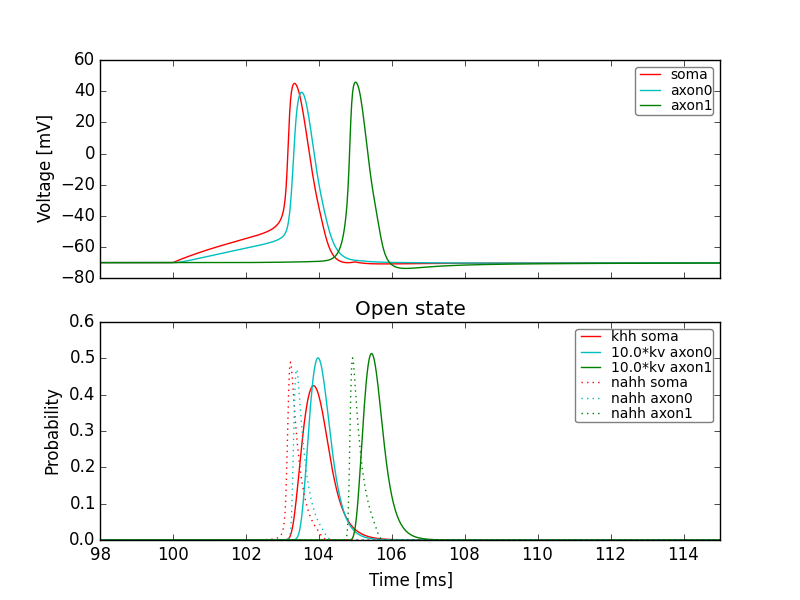 60
40
20
0
−20
−40
−60
−80
Voltage [mV]
soma
axon0
axon1
Open state
0.6
0.5
0.4
0.3
0.2
0.1
0.0
Probability
khh soma
10.0*kv axon0
10.0*kv axon1
nahh soma
nahh axon0
nahh axon1
98 100 102 104 106 108 110 112 114
Time [ms]